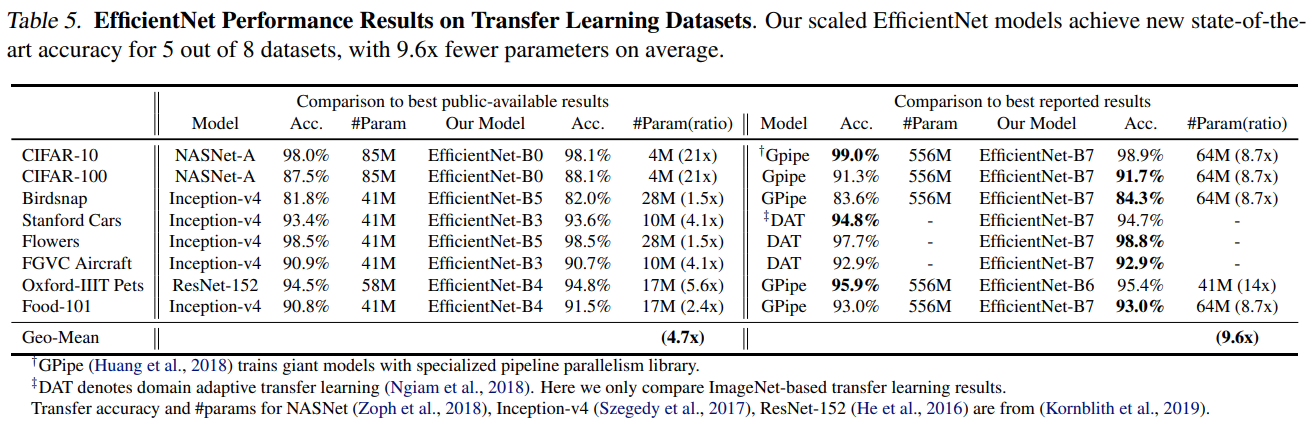 Table 5. EfficientNet Performance Results on Transfer Learning Datasets. Our scaled EfficientNet models achieve new state-of-the-
art accuracy for 5 out of 8 datasets, with 9.6x fewer parameters on average.
Comparison to best public-available results Comparison to best reported results
Model Acc. #Param Our Model Acc. #Param(ratio) Model Acc. #Param Our Model Acc. #Param(ratio)
CIFAR-10 NASNet-A 98.0% 85M EfficientNet-B0 98.1% 4M (21x) †Gpipe 99.0% 556M EfficientNet-B7 98.9% 64M (8.7x)
CIFAR-100 NASNet-A 87.5% 85M EfficientNet-B0 88.1% 4M (21x) Gpipe 91.3% 556M EfficientNet-B7 91.7% 64M (8.7x)
Birdsnap Inception-v4 81.8% 41M EfficientNet-B5 82.0% 28M (1.5x) GPipe 83.6% 556M EfficientNet-B7 84.3% 64M (8.7x)
Stanford Cars Inception-v4 93.4% 41M EfficientNet-B3 93.6% 10M (4.1x) ‡DAT 94.8% - EfficientNet-B7 94.7% -
Flowers Inception-v4 98.5% 41M EfficientNet-B5 98.5% 28M (1.5x) DAT 97.7% - EfficientNet-B7 98.8% -
FGVC Aircraft Inception-v4 90.9% 41M EfficientNet-B3 90.7% 10M (4.1x) DAT 92.9% - EfficientNet-B7 92.9% -
Oxford-IIIT Pets ResNet-152 94.5% 58M EfficientNet-B4 94.8% 17M (5.6x) GPipe 95.9% 556M EfficientNet-B6 95.4% 41M (14x)
Food-101 Inception-v4 90.8% 41M EfficientNet-B4 91.5% 17M (2.4x) GPipe 93.0% 556M EfficientNet-B7 93.0% 64M (8.7x)
Geo-Mean (4.7x) (9.6x)
†GPipe (Huang et al., 2018) trains giant models with specialized pipeline parallelism library.
‡DAT denotes domain adaptive transfer learning (Ngiam et al., 2018). Here we only compare ImageNet-based transfer learning results.
Transfer accuracy and #params for NASNet (Zoph et al., 2018), Inception-v4 (Szegedy et al., 2017), ResNet-152 (He et al., 2016) are from (Kornblith et al., 2019).